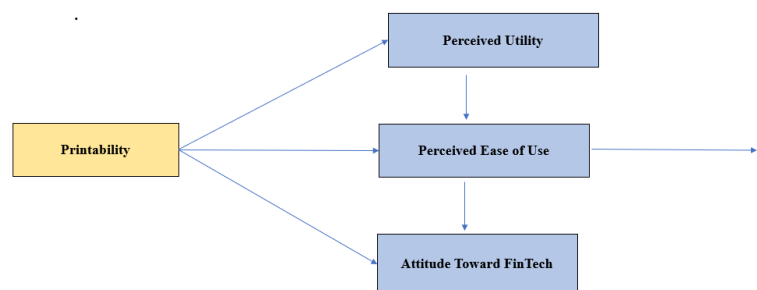 Perceived Utility
Printability
Perceived Ease of Use
Attitude Toward FinTech